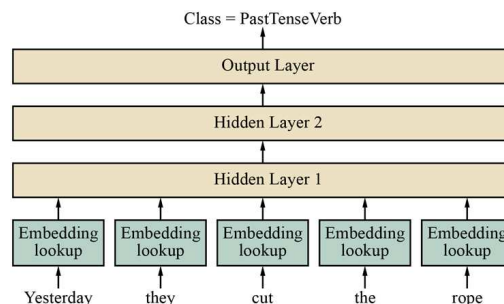 Class = PastTenseVerb
Output Layer
Hidden Layer 2
Hidden Layer 1
Embedding lookup Embedding lookup Embedding lookup Embedding lookup Embedding lookup
Yesterday they cut the rope